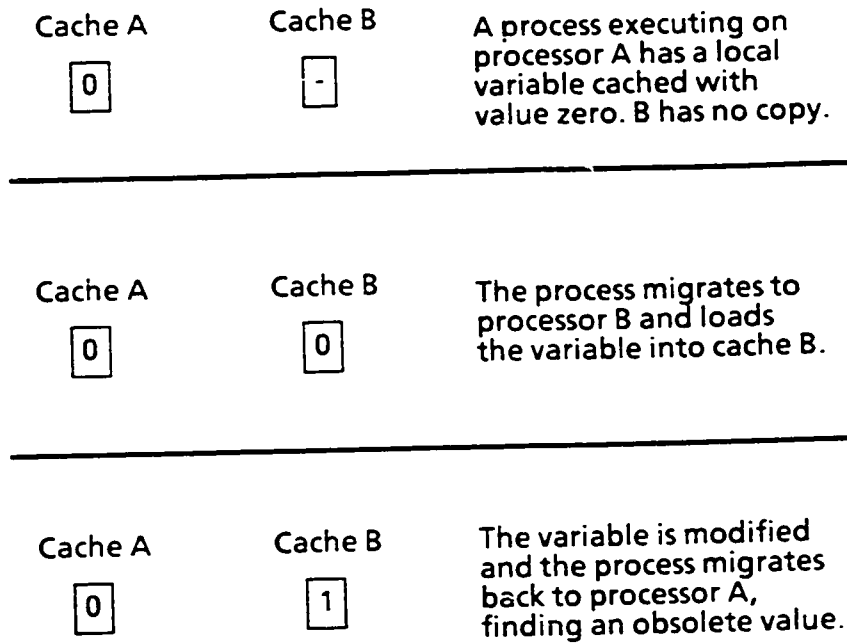 Cache A
Cache B
0
-
A process executing on
processor A has a local
variable cached with
value zero. B has no copy.
Cache A
Cache B
0
0
The process migrates to
processor B and loads
the variable into cache B.
Cache A
Cache B
0
1
The variable is modified
and the process migrates
back to processor A,
finding an obsolete value.